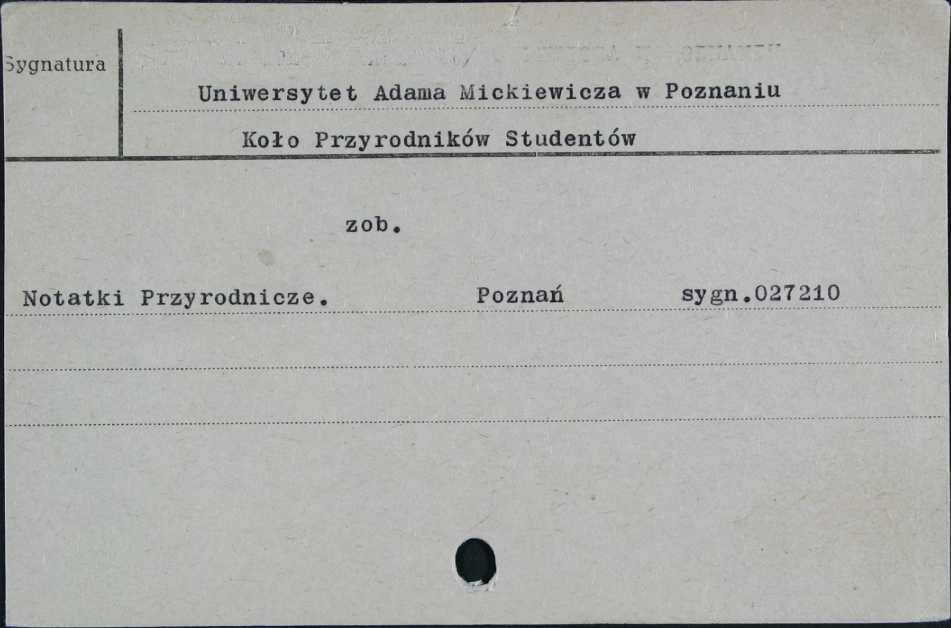 Sygnatura
Uniwersytet Adama Mickiewicza w Poznaniu
Koło Przyrodników Studentów
zob.
Notatki Przyrodnicze. Poznań sygn.027210